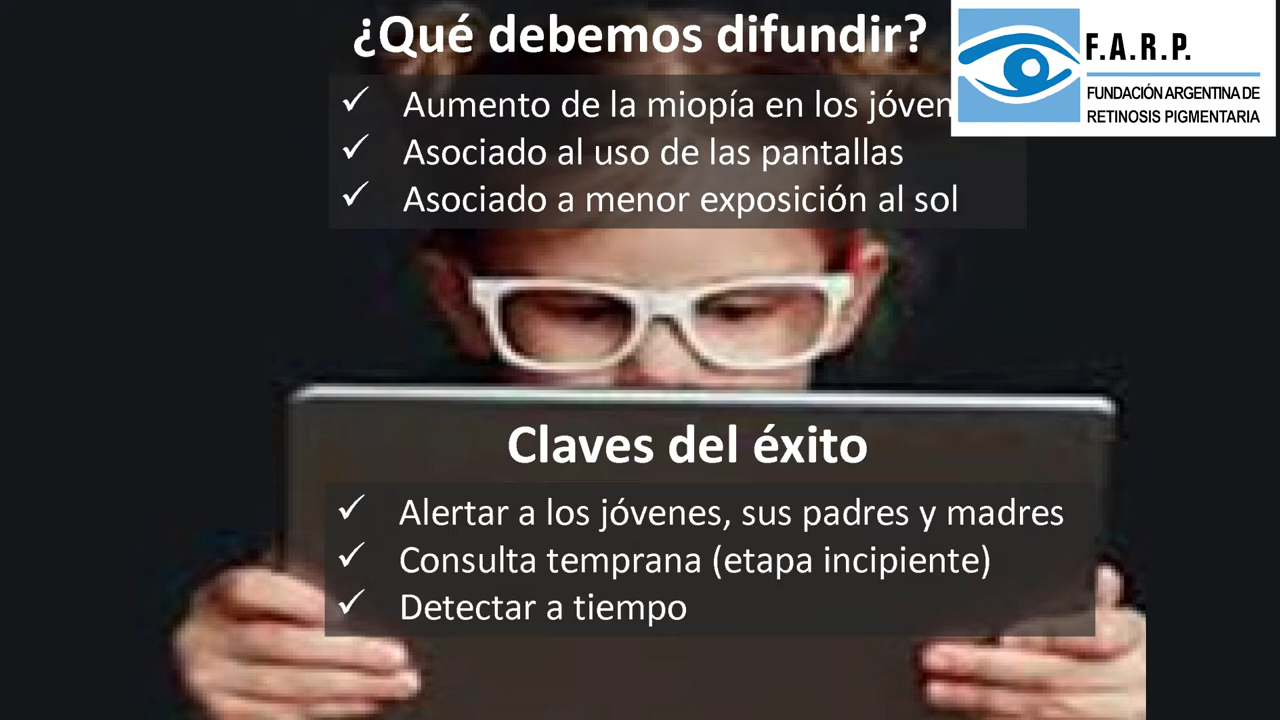 ¿Qué debemos difundir?
✓ Aumento de la miopía en los jóven
✓ Asociado al uso de las pantallas
✓ Asociado a menor exposición al sol
F.A.R.P.
FUNDACIÓN ARGENTINA DE
RETINOSIS PIGMENTARIA
Claves del éxito
✓ Alertar a los jóvenes, sus padres y madres
✓ Consulta temprana (etapa incipiente)
✓ Detectar a tiempo